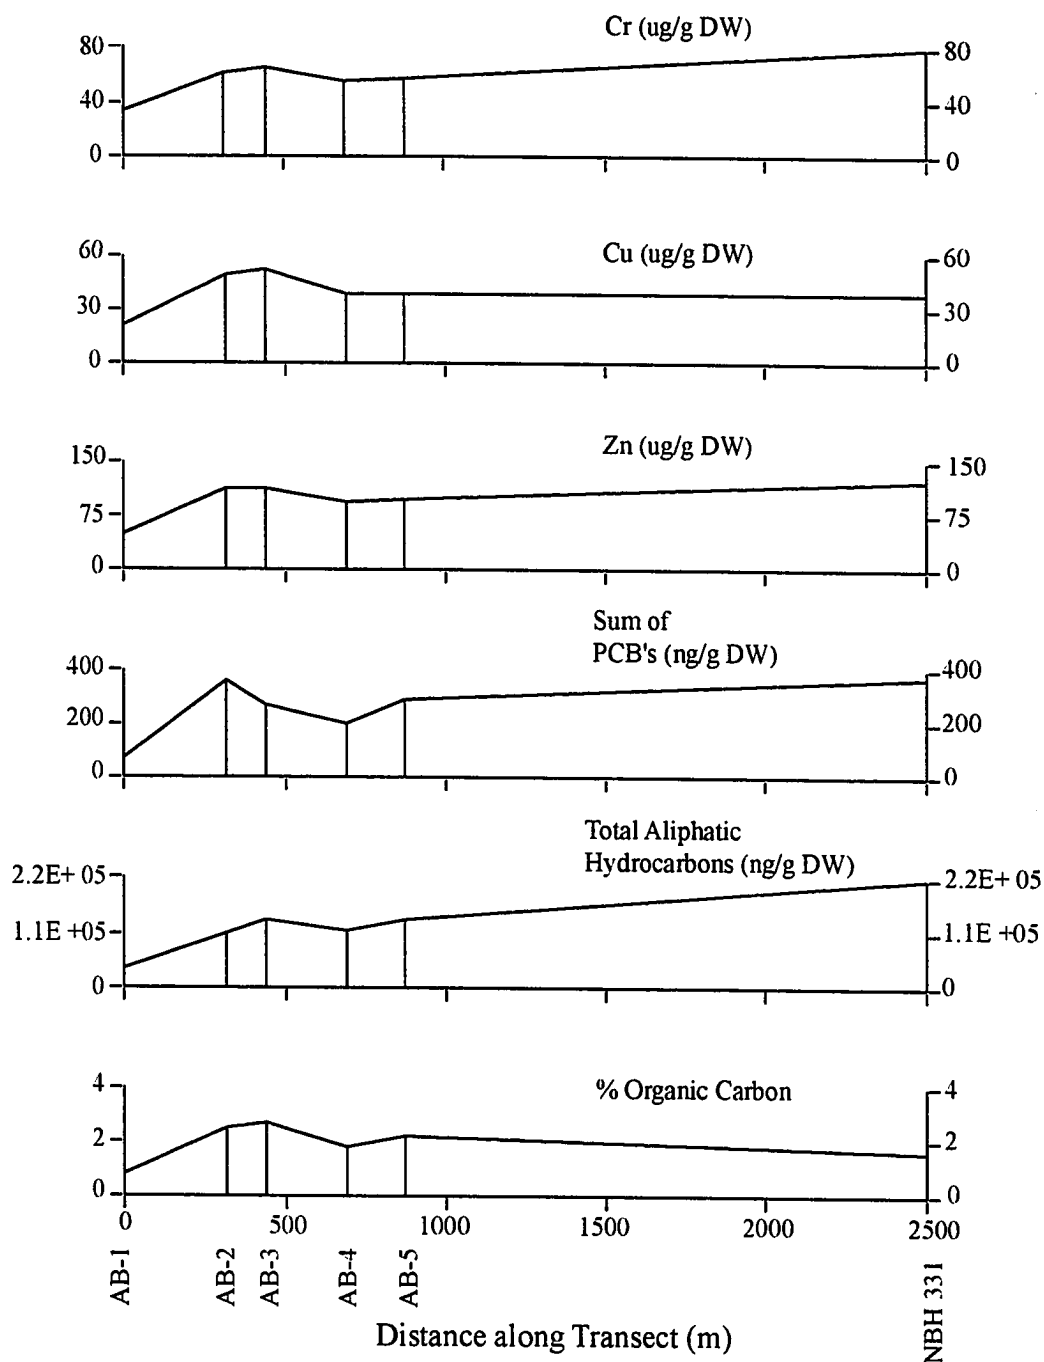 Cr (ug/g DW)
80
40
0
80
40
0
Cu (ug/g DW)
60
30
0
60
30
0
Zn (ug/g DW)
150
75
0
150
75
0
Sum of
PCB's (ng/g DW)
400
200
0
400
200
0
Total Aliphatic
Hydrocarbons (ng/g DW)
2.2E+ 05
1.1E +05
0
2.2E+ 05
1.1E +05
0
% Organic Carbon
4
2
0
4
2
0
0 500 1000 1500 2000 2500
AB-1 AB-2 AB-3 AB-4 AB-5 NBH 331
Distance along Transect (m)